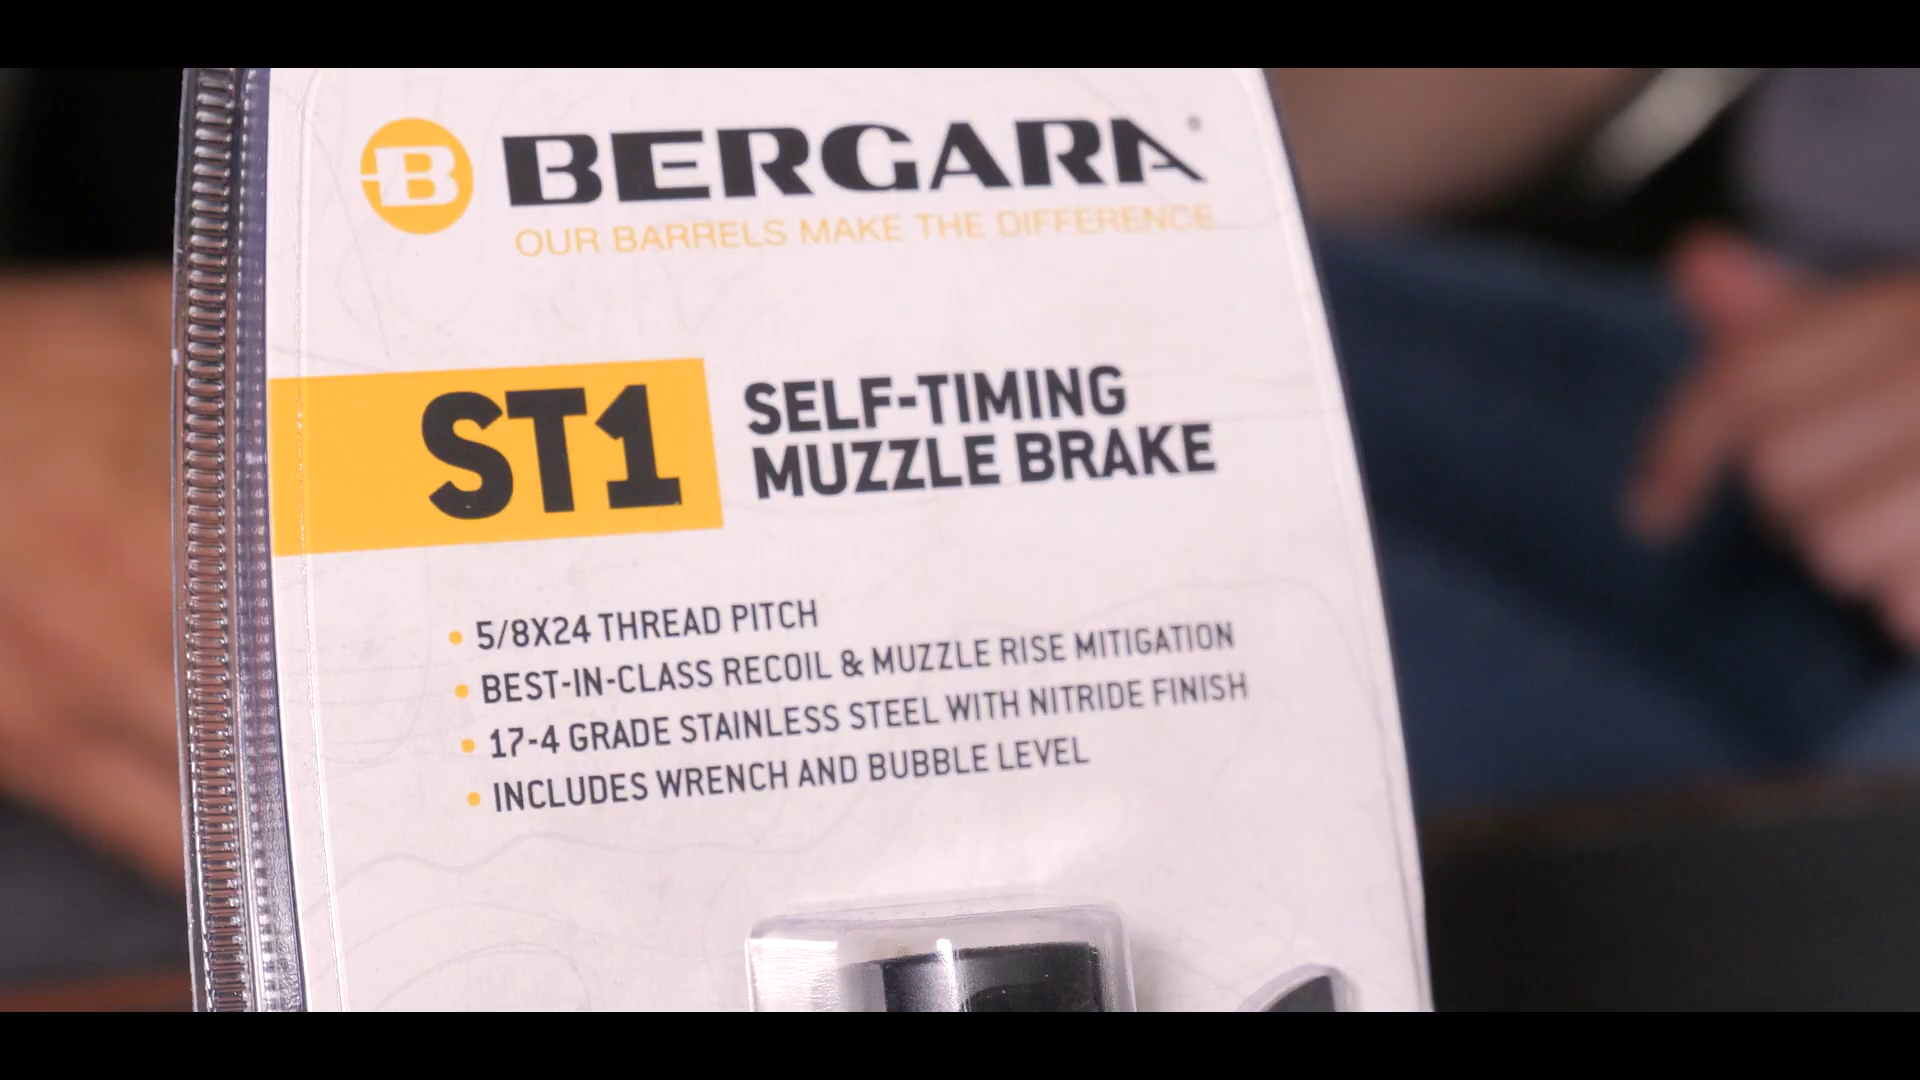 B BERGARA®
OUR BARRELS MAKE THE DIFFERENCE
ST1
SELF-TIMING
MUZZLE BRAKE
• 5/8X24 THREAD PITCH
• BEST-IN-CLASS RECOIL & MUZZLE RISE MITIGATION
• 17-4 GRADE STAINLESS STEEL WITH NITRIDE FINISH
• INCLUDES WRENCH AND BUBBLE LEVEL